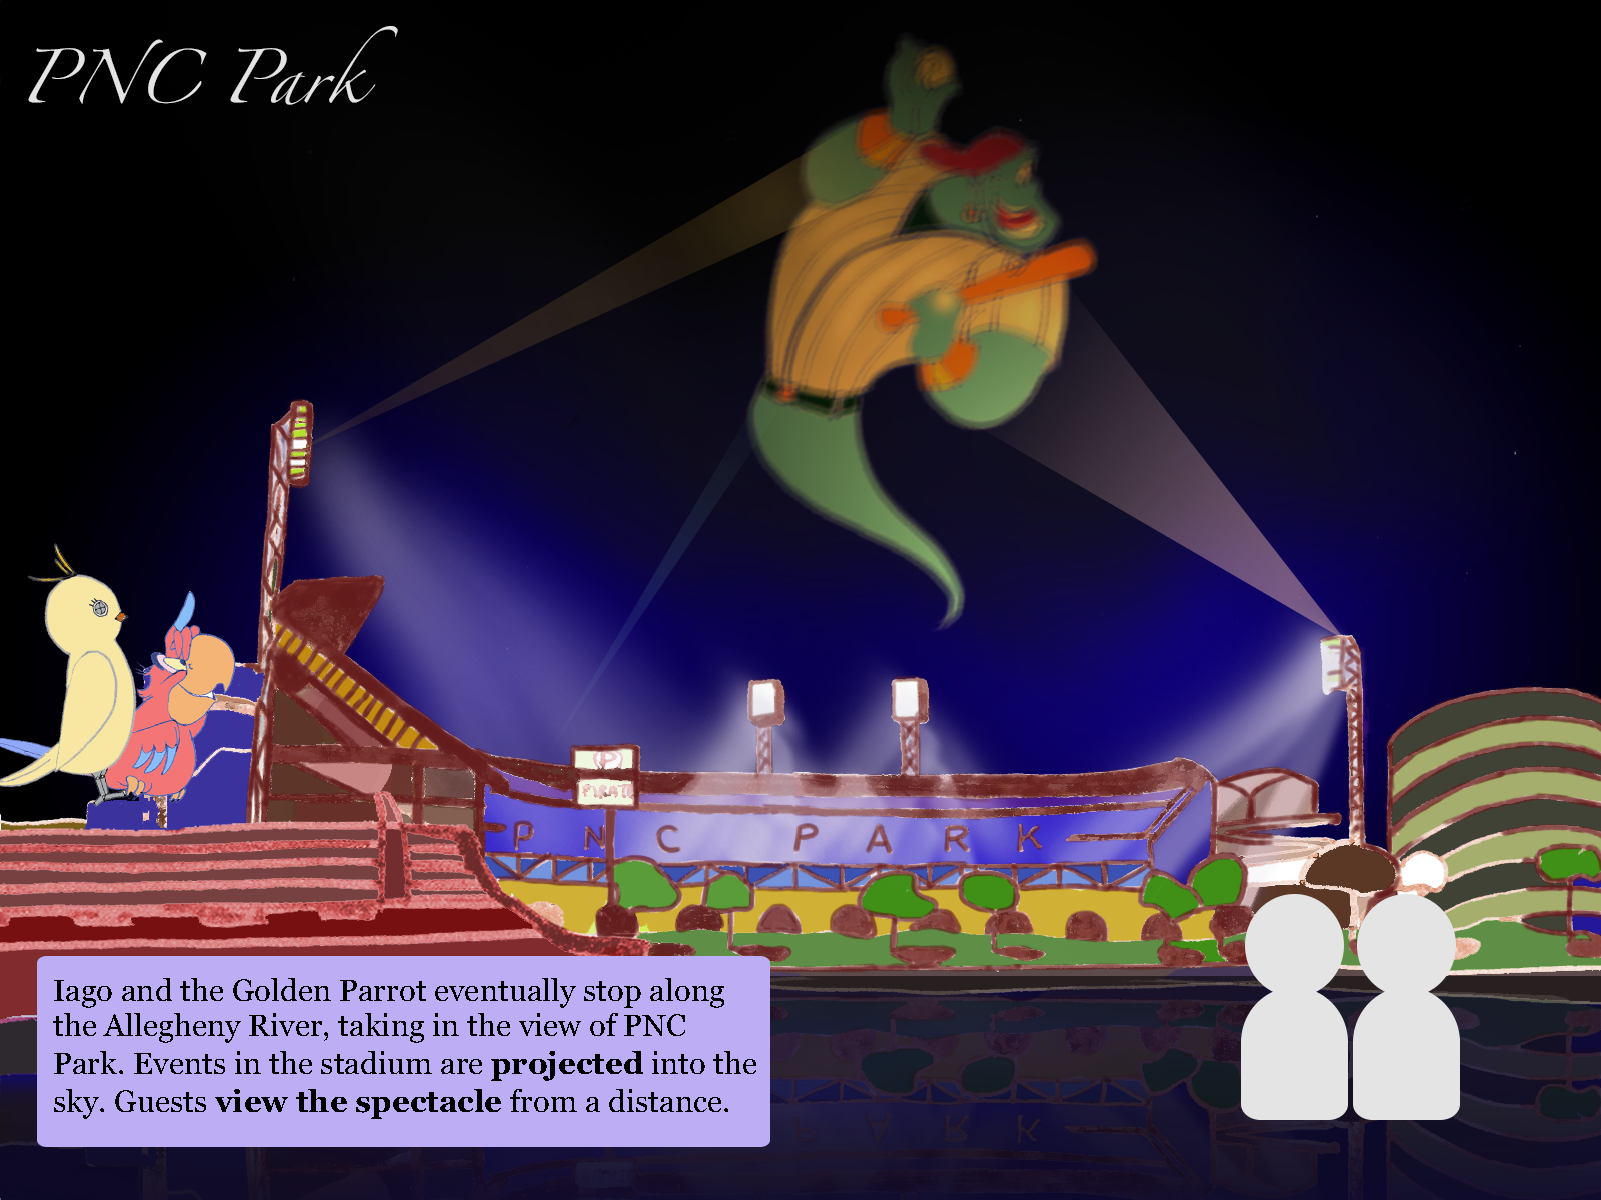 PNC Park
(P)
PIRATE
PNC PARK
Iago and the Golden Parrot eventually stop along
the Allegheny River, taking in the view of PNC
Park. Events in the stadium are projected into the
sky. Guests view the spectacle from a distance.